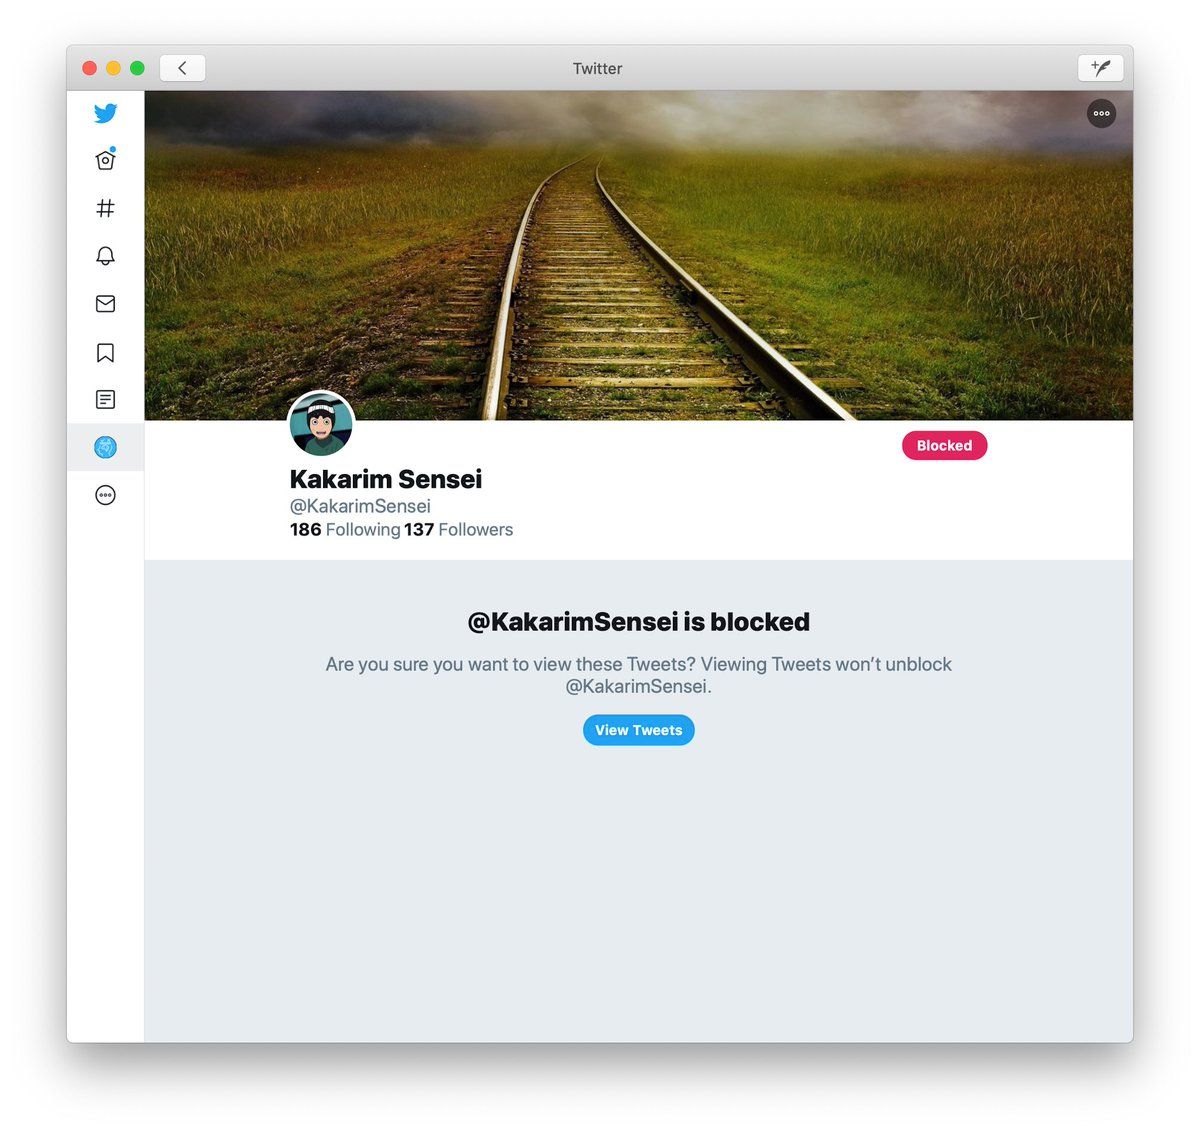 Twitter
Blocked
Kakarim Sensei
@KakarimSensei
186 Following 137 Followers
@KakarimSensei is blocked
Are you sure you want to view these Tweets? Viewing Tweets won’t unblock
@KakarimSensei.
View Tweets